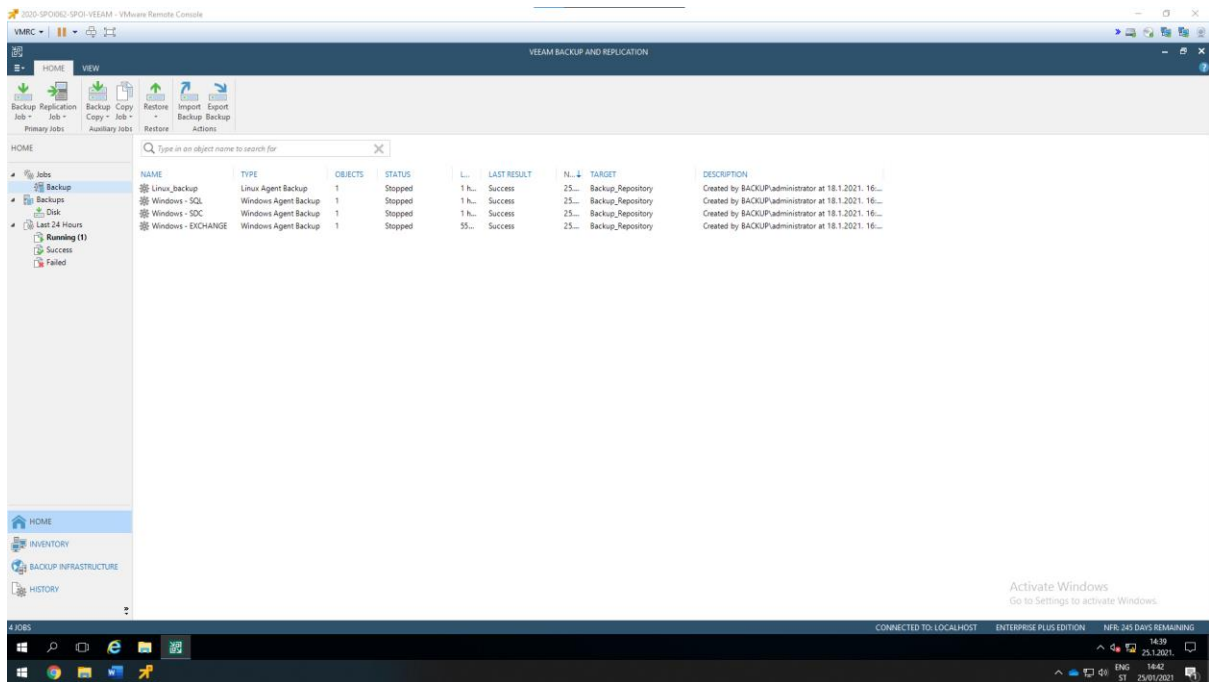 2020-SPOI062-SPOI-VEEAM - VMware Remote Console
VMRC
VEEAM BACKUP AND REPLICATION
HOME VIEW
Backup Job Replication Job Backup Copy Copy Job Restore Import Backup Export Backup
Primary Jobs Auxiliary Jobs Restore Actions
HOME
Type in an object name to search for
Jobs
Backup
Backups
Disk
Last 24 Hours
Running (1)
Success
Failed
NAME TYPE OBJECTS STATUS L... LAST RESULT N... TARGET DESCRIPTION
Linux_backup Linux Agent Backup 1 Stopped 1 h... Success 25... Backup_Repository Created by BACKUP\administrator at 18.1.2021. 16:...
Windows - SQL Windows Agent Backup 1 Stopped 1 h... Success 25... Backup_Repository Created by BACKUP\administrator at 18.1.2021. 16:...
Windows - SDC Windows Agent Backup 1 Stopped 1 h... Success 25... Backup_Repository Created by BACKUP\administrator at 18.1.2021. 16:...
Windows - EXCHANGE Windows Agent Backup 1 Stopped 55... Success 25... Backup_Repository Created by BACKUP\administrator at 18.1.2021. 16:...
HOME
INVENTORY
BACKUP INFRASTRUCTURE
HISTORY
Activate Windows
Go to Settings to activate Windows.
4 JOBS CONNECTED TO: LOCALHOST ENTERPRISE PLUS EDITION NFR: 245 DAYS REMAINING
14:39
25.1.2021.
ENG 14:42
ST 25/01/2021